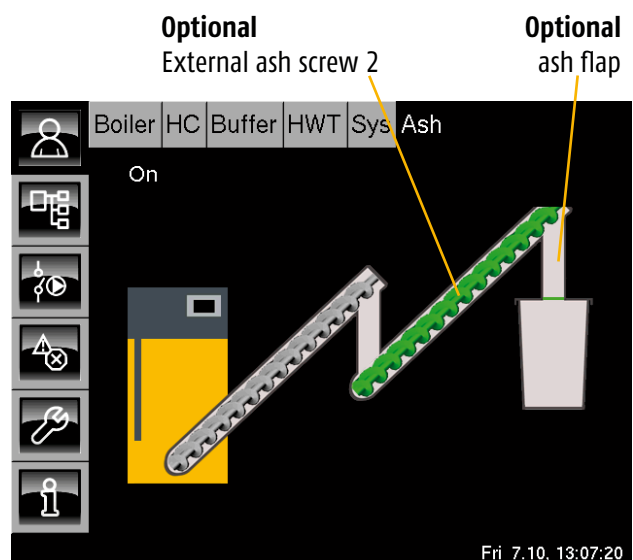 Optional
External ash screw 2
Optional
ash flap
Boiler HC Buffer HWT Sys Ash
On
Fri 7.10, 13:07:20